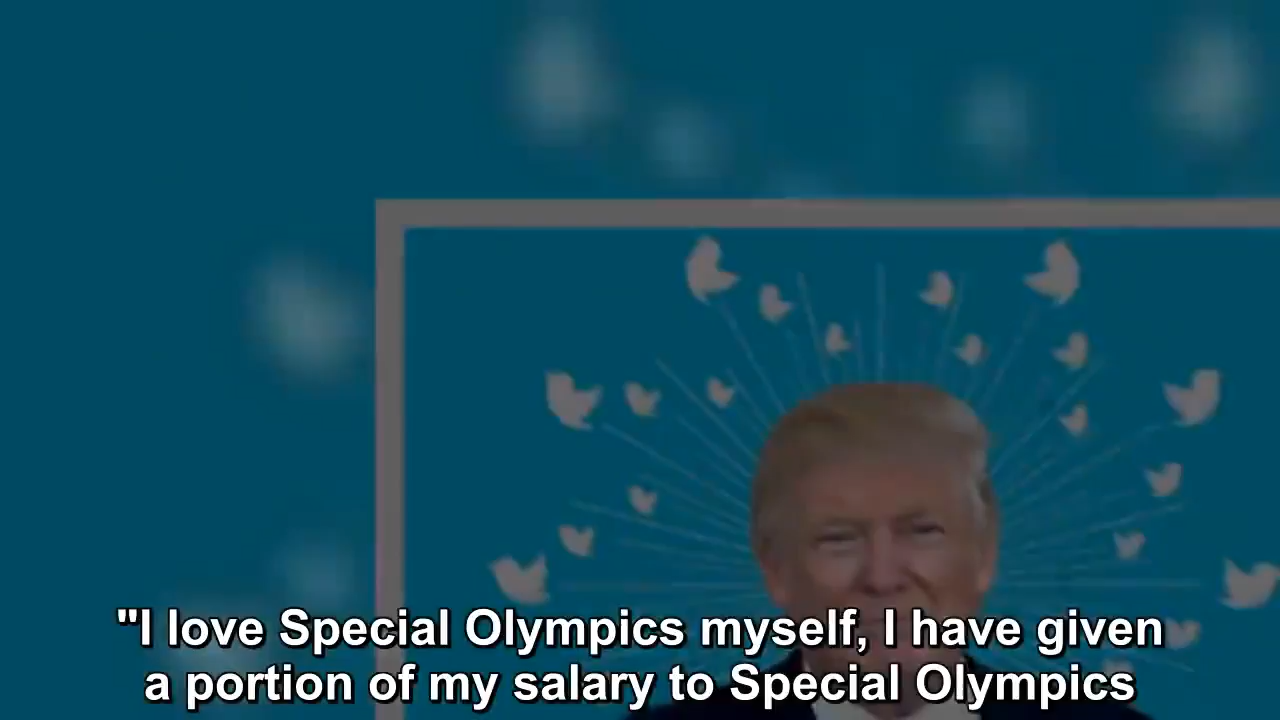 "I love Special Olympics myself, I have given
a portion of my salary to Special Olympics